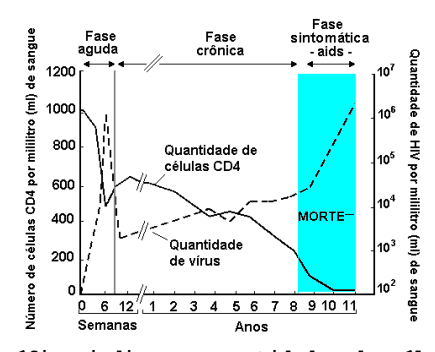 Fase
aguda
Fase
crônica
Fase
sintomática
- aids -
Número de células CD4 por mililitro (ml) de sangue
1200
1000
800
600
400
200
0
Quantidade de
células CD4
Quantidade
de vírus
MORTE
10⁷
10⁶
10⁵
10⁴
10³
10²
Quantidade de HIV por mililitro (ml) de sangue
0 6 12 1 2 3 4 5 6 7 8 9 10 11
Semanas
Anos